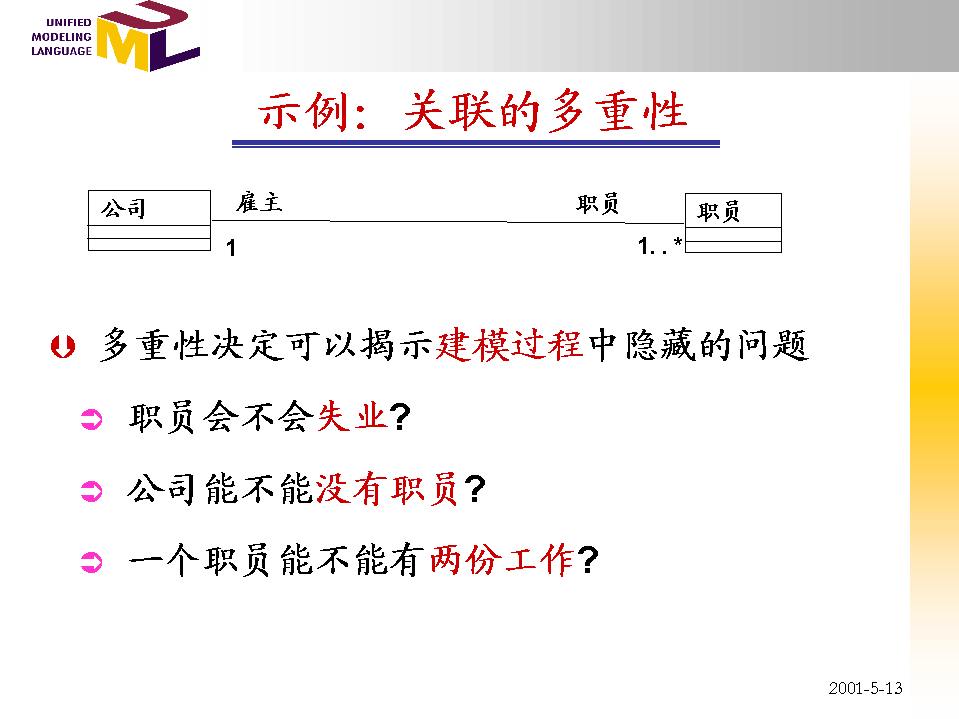 UNIFIED
MODELING
LANGUAGE
UML
示例：关联的多重性
公司
雇主
职员
职员
1
1..*
多重性决定可以揭示建模过程中隐藏的问题
职员会不会失业?
公司能不能没有职员?
一个职员能不能有两份工作?
2001-5-13